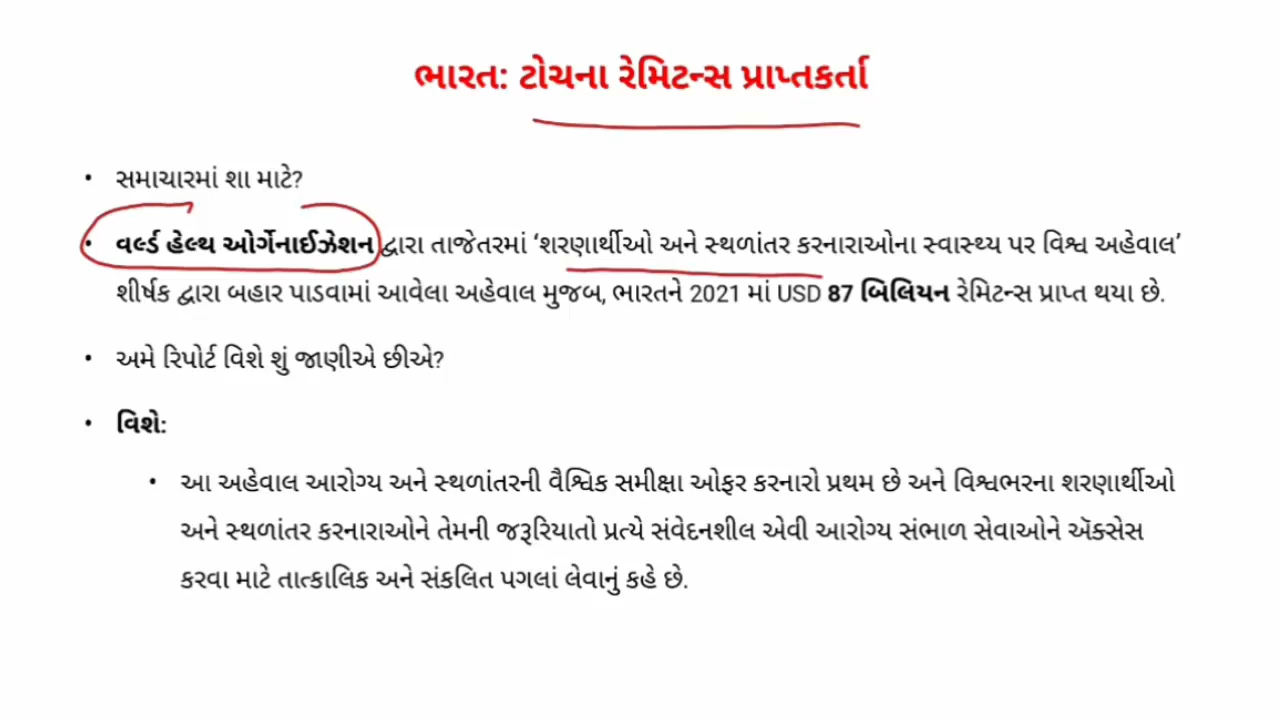 ભારત: ટોચના રેમિટન્સ પ્રાપ્તકર્તા
• સમાચારમાં શા માટે?
• વર્લ્ડ હેલ્થ ઓર્ગેનાઈઝેશન દ્વારા તાજેતરમાં ‘શરણાર્થીઓ અને સ્થળાંતર કરનારાઓના સ્વાસ્થ્ય પર વિશ્વ અહેવાલ’
શીર્ષક દ્વારા બહાર પાડવામાં આવેલા અહેવાલ મુજબ, ભારતને 2021 માં USD 87 બિલિયન રેમિટન્સ પ્રાપ્ત થયા છે.
• અમે રિપોર્ટ વિશે શું જાણીએ છીએ?
• વિશે:
• આ અહેવાલ આરોગ્ય અને સ્થળાંતરની વૈશ્વિક સમીક્ષા ઓફર કરનારો પ્રથમ છે અને વિશ્વભરના શરણાર્થીઓ
અને સ્થળાંતર કરનારાઓને તેમની જરૂરિયાતો પ્રત્યે સંવેદનશીલ એવી આરોગ્ય સંભાળ સેવાઓને ઍક્સેસ
કરવા માટે તાત્કાલિક અને સંકલિત પગલાં લેવાનું કહે છે.